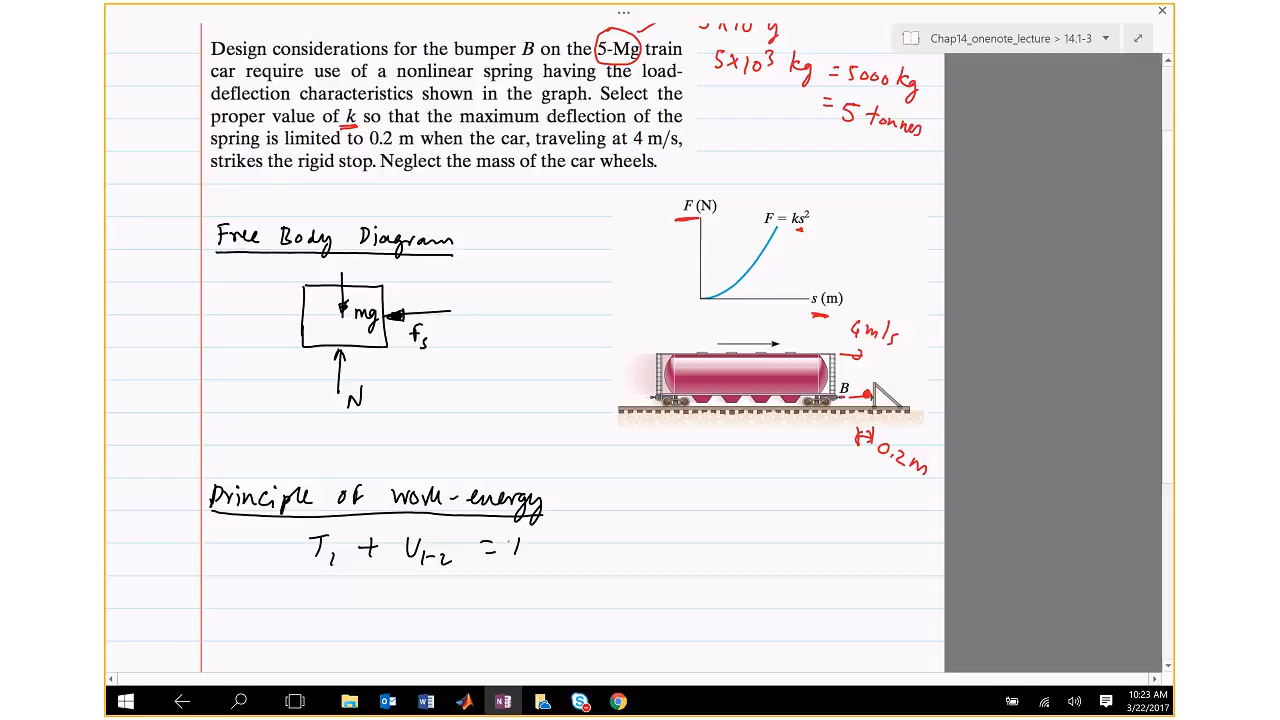 Chap14_onenote_lecture > 14.1-3
Design considerations for the bumper B on the 5-Mg train
car require use of a nonlinear spring having the load-
deflection characteristics shown in the graph. Select the
proper value of k so that the maximum deflection of the
spring is limited to 0.2 m when the car, traveling at 4 m/s,
strikes the rigid stop. Neglect the mass of the car wheels.
5×10³ kg = 5000 kg
= 5 tonnes
F (N)
F = ks²
s (m)
4 m/s
B
0.2 m
Free Body Diagram
mg
fs
N
Principle of work-energy
T₁ + U₁₋₂ =
10:23 AM
3/22/2017